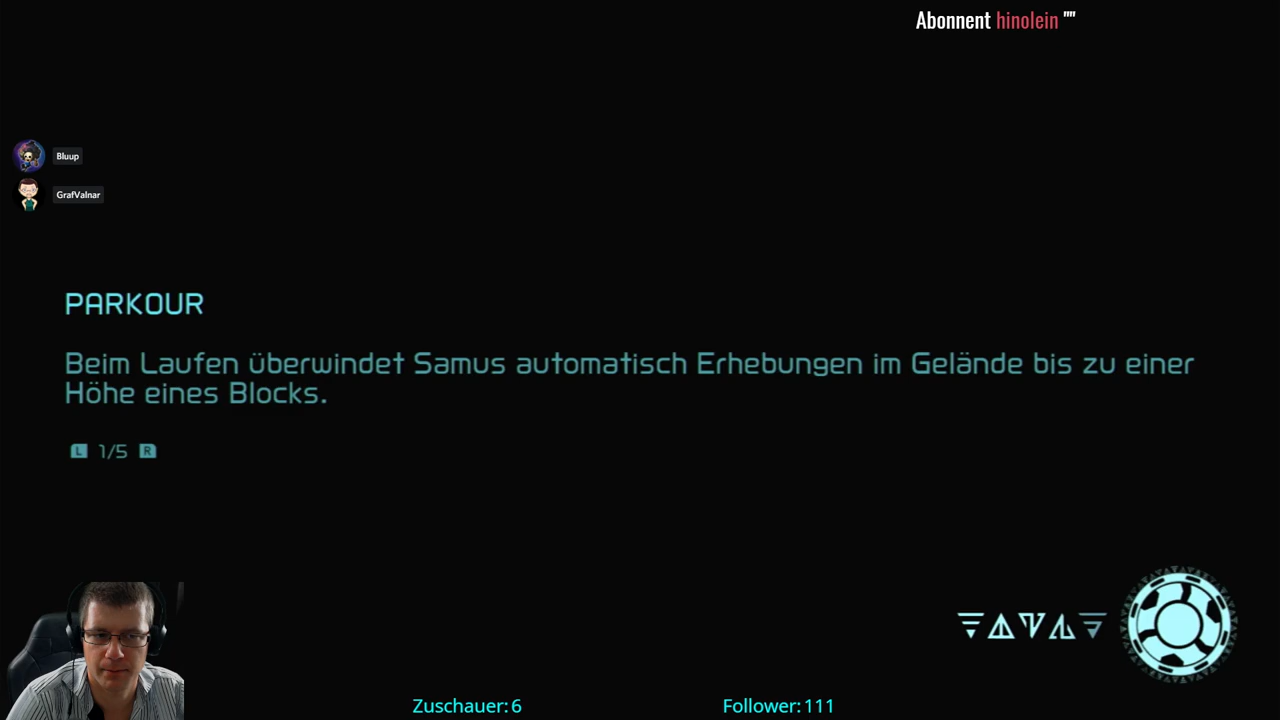 Abonnent hinolein ""
Bluup
GrafValnar
PARKOUR
Beim Laufen überwindet Samus automatisch Erhebungen im Gelände bis zu einer
Höhe eines Blocks.
L 1/5 R
Zuschauer: 6 Follower: 111